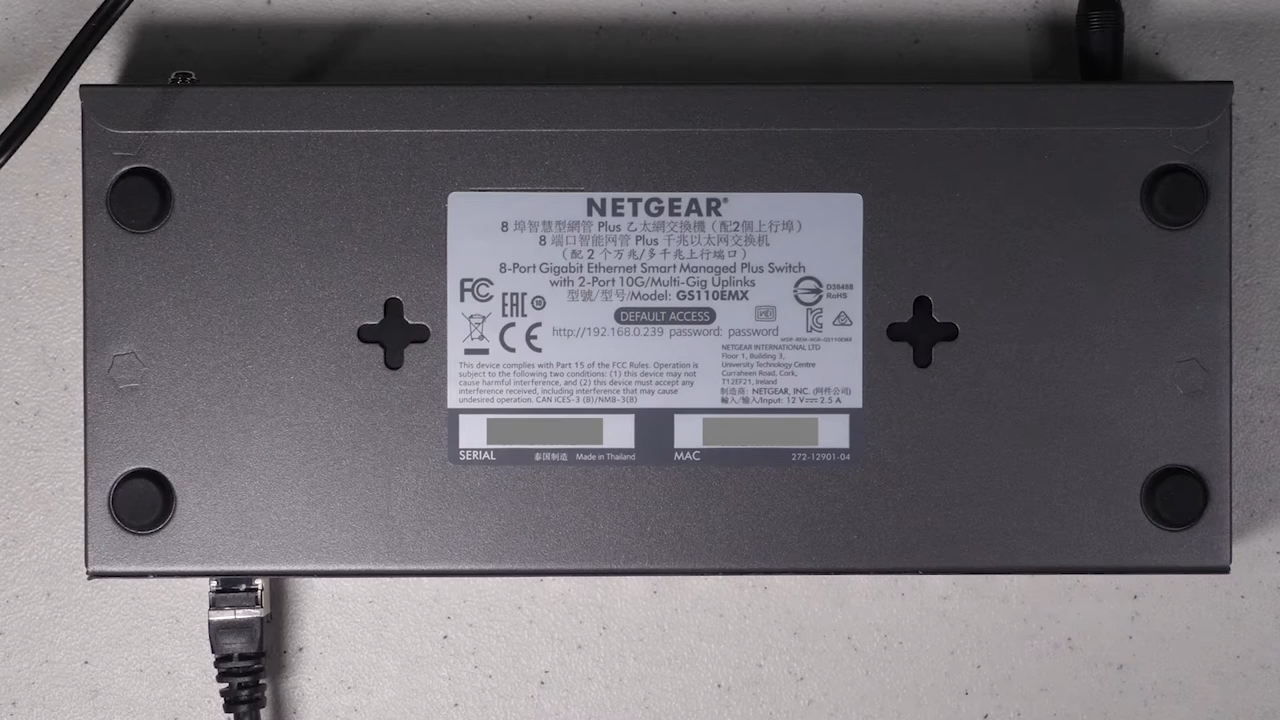 NETGEAR®
8 埠智慧型網管 Plus 乙太網交換機（配2個上行埠）
8 端口智能网管 Plus 千兆以太网交换机
（配 2 个万兆/多千兆上行端口）
8-Port Gigabit Ethernet Smart Managed Plus Switch
with 2-Port 10G/Multi-Gig Uplinks
型號/型号/Model: GS110EMX
FC
EAC
10
D38488
RoHS
DEFAULT ACCESS
http://192.168.0.239 password: password
CE
This device complies with Part 15 of the FCC Rules. Operation is
subject to the following two conditions: (1) this device may not
cause harmful interference, and (2) this device must accept any
interference received, including interference that may cause
undesired operation. CAN ICES-3 (B)/NMB-3(B)
NETGEAR INTERNATIONAL LTD
Floor 1, Building 3,
University Technology Centre
Curraheen Road, Cork,
T12EF21, Ireland
制造商: NETGEAR, INC. (网件公司)
輸入/输入/Input: 12 V⎓2.5 A
SERIAL
泰国制造 Made in Thailand
MAC
272-12901-04